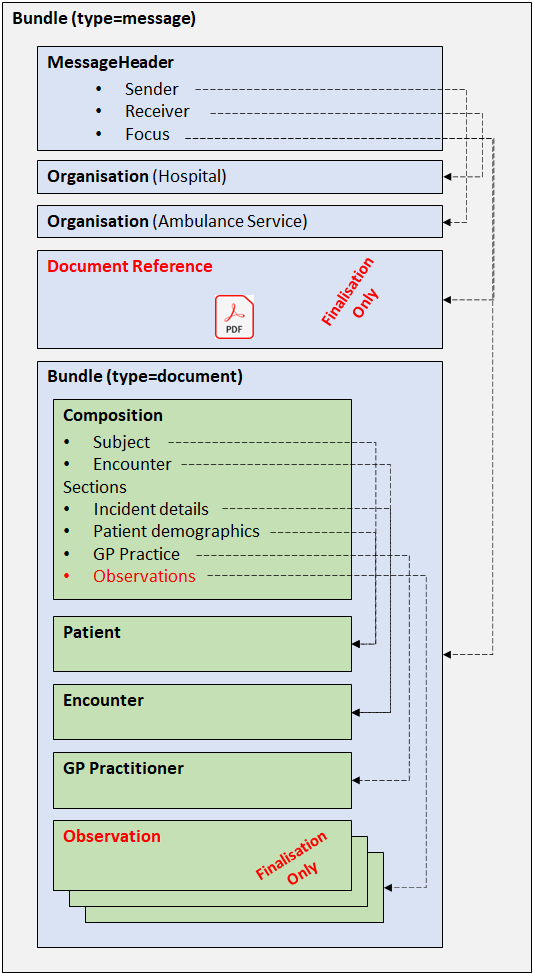 Bundle (type=message)
MessageHeader
• Sender
• Receiver
• Focus
Organisation (Hospital)
Organisation (Ambulance Service)
Document Reference
Finalisation
Only
PDF
Bundle (type=document)
Composition
• Subject
• Encounter
Sections
• Incident details
• Patient demographics
• GP Practice
• Observations
Patient
Encounter
GP Practitioner
Observation
Finalisation
Only